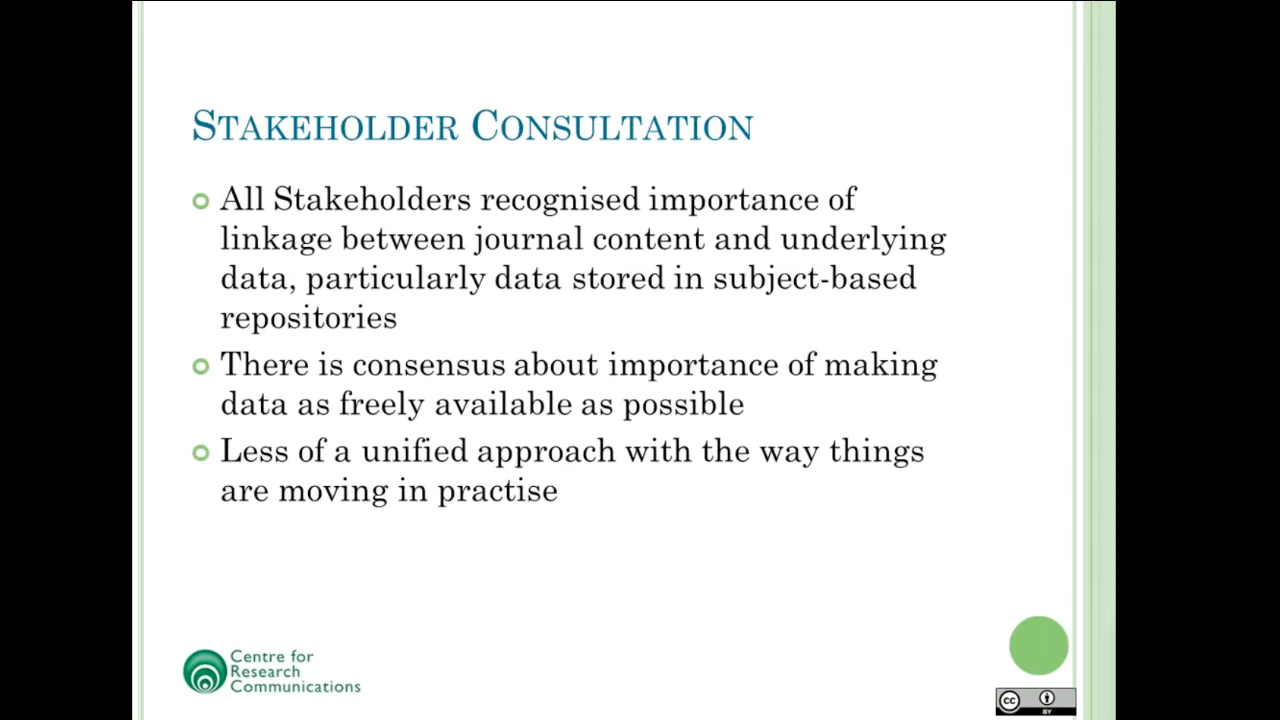 STAKEHOLDER CONSULTATION
All Stakeholders recognised importance of
linkage between journal content and underlying
data, particularly data stored in subject-based
repositories
There is consensus about importance of making
data as freely available as possible
Less of a unified approach with the way things
are moving in practise
Centre for
Research
Communications
cc
BY